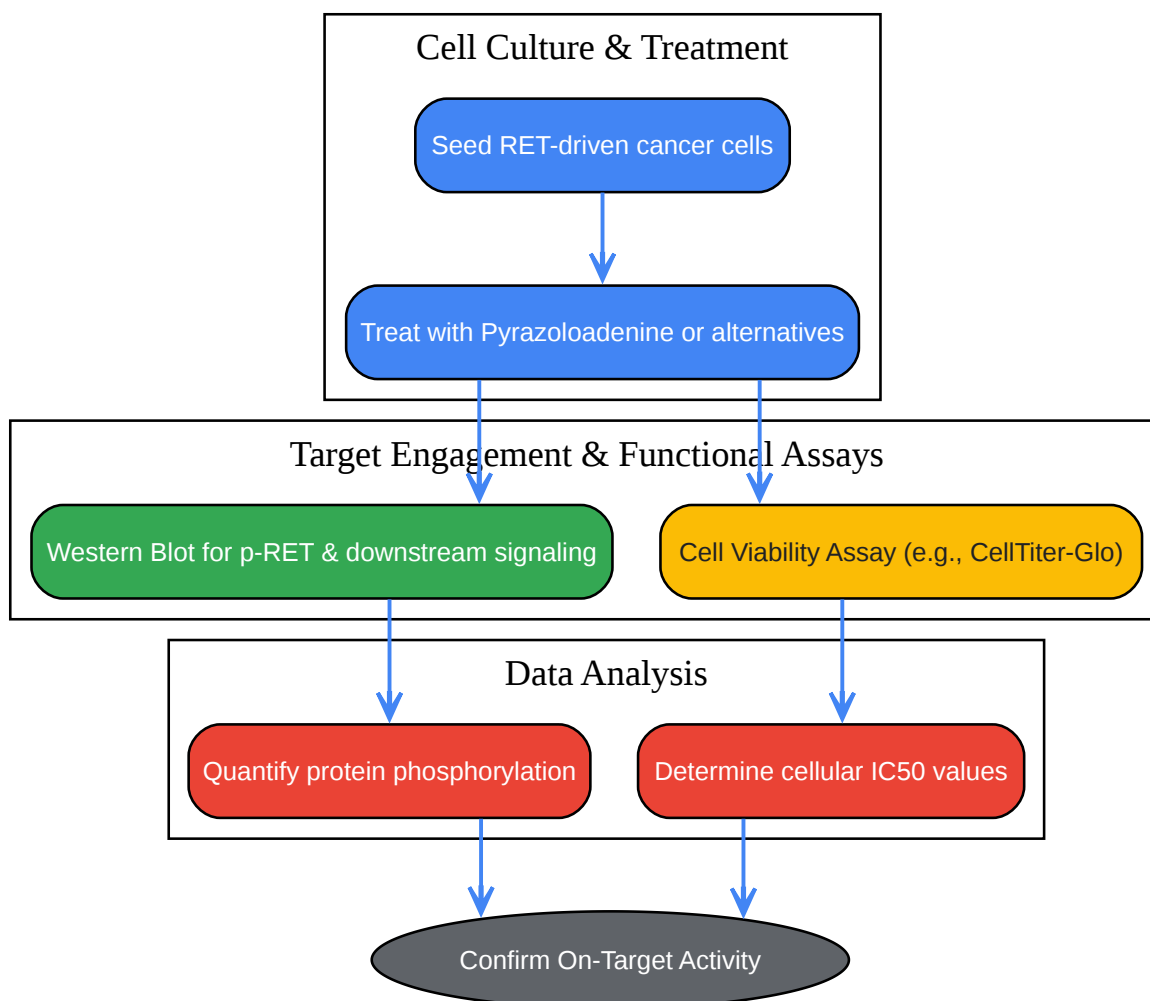 Cell Culture & Treatment
Seed RET-driven cancer cells
Treat with Pyrazoloadenine or alternatives
Target Engagement & Functional Assays
Western Blot for p-RET & downstream signaling
Cell Viability Assay (e.g., CellTiter-Glo)
Data Analysis
Quantify protein phosphorylation
Determine cellular IC50 values
Confirm On-Target Activity